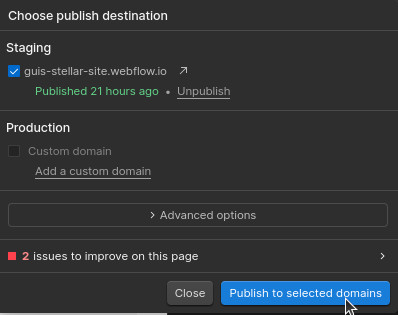 Choose publish destination
Staging
guis-stellar-site.webflow.io
Published 21 hours ago • Unpublish
Production
Custom domain
Add a custom domain
Advanced options
2 issues to improve on this page
Close Publish to selected domains